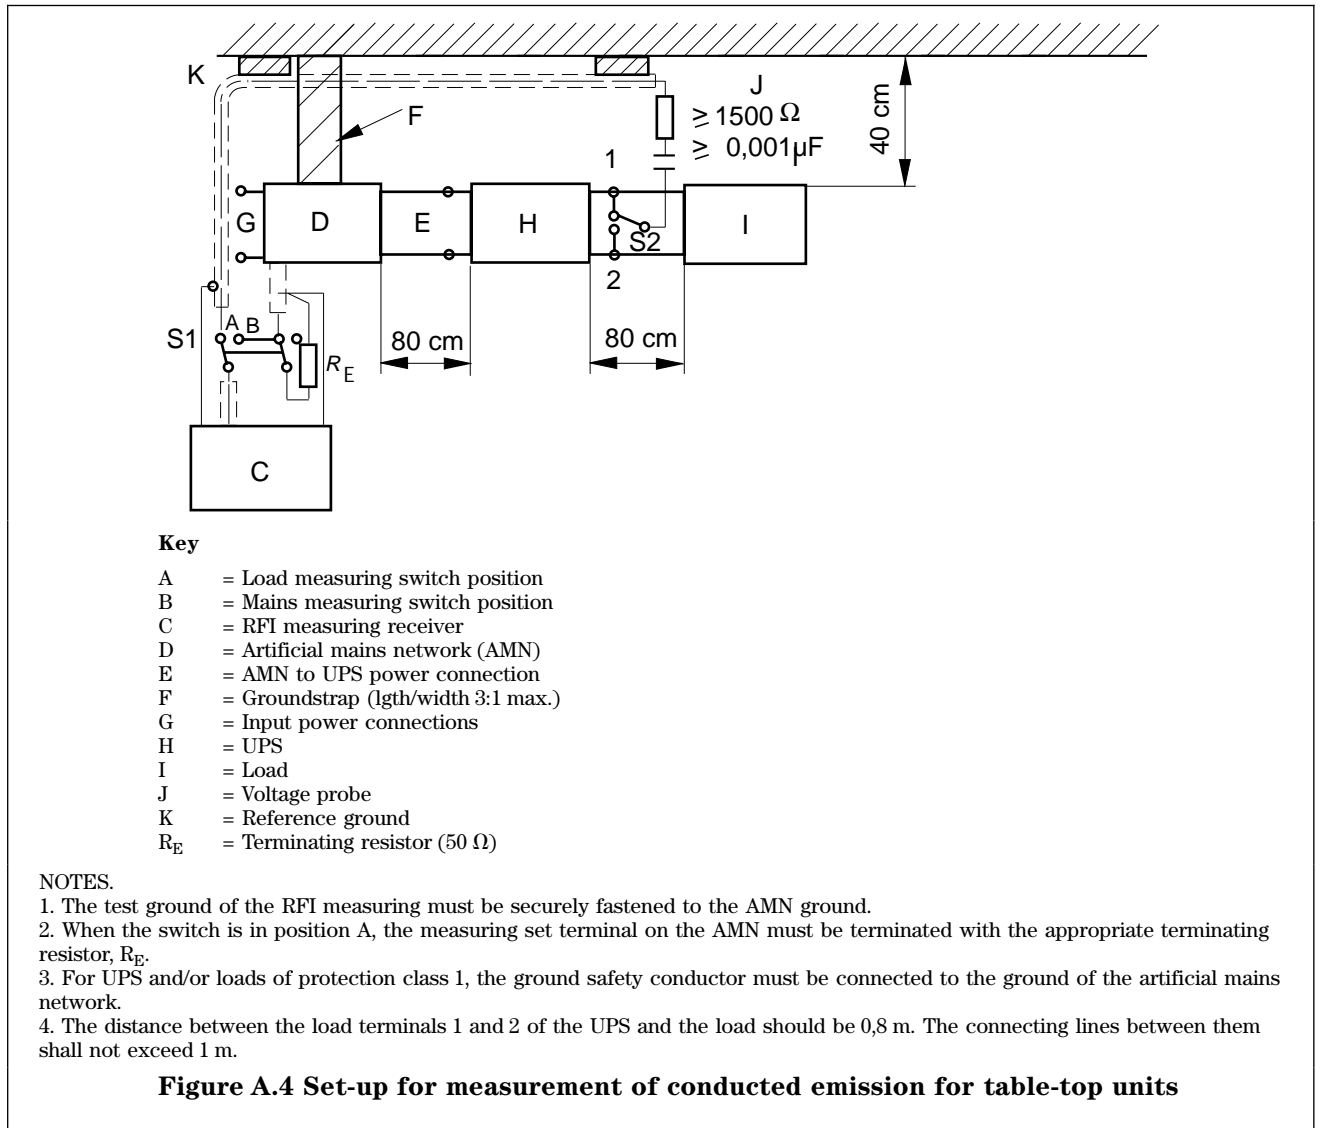 K
F
J
≥ 1500 Ω
≥ 0,001µF
40 cm
1
G
D
E
H
S2
I
2
S1
A B
R_E
80 cm
80 cm
C
Key
A = Load measuring switch position
B = Mains measuring switch position
C = RFI measuring receiver
D = Artificial mains network (AMN)
E = AMN to UPS power connection
F = Groundstrap (lgth/width 3:1 max.)
G = Input power connections
H = UPS
I = Load
J = Voltage probe
K = Reference ground
R_E = Terminating resistor (50 Ω)
NOTES.
1. The test ground of the RFI measuring must be securely fastened to the AMN ground.
2. When the switch is in position A, the measuring set terminal on the AMN must be terminated with the appropriate terminating
resistor, R_E.
3. For UPS and/or loads of protection class 1, the ground safety conductor must be connected to the ground of the artificial mains
network.
4. The distance between the load terminals 1 and 2 of the UPS and the load should be 0,8 m. The connecting lines between them
shall not exceed 1 m.
Figure A.4 Set-up for measurement of conducted emission for table-top units